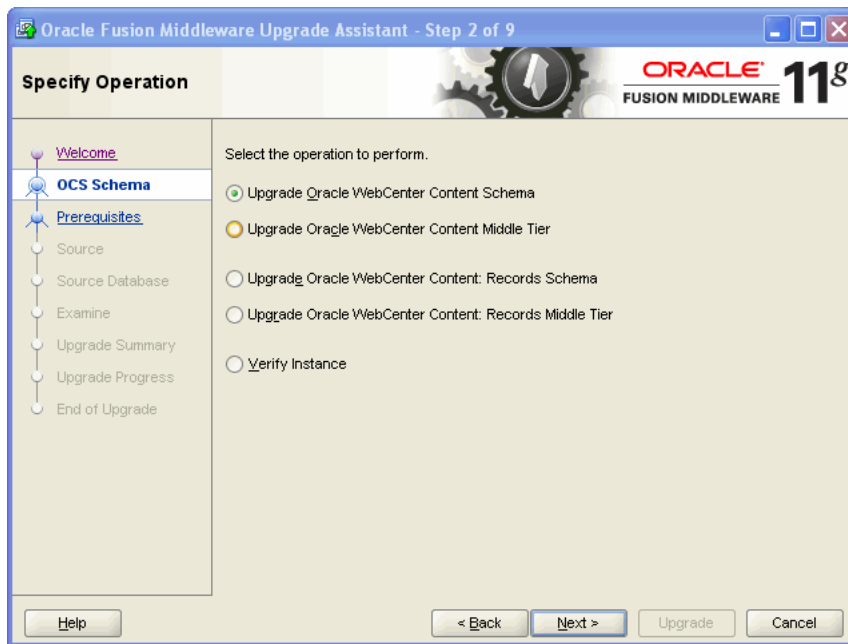 Oracle Fusion Middleware Upgrade Assistant - Step 2 of 9
Specify Operation
ORACLE
FUSION MIDDLEWARE 11g
Welcome
OCS Schema
Prerequisites
Source
Source Database
Examine
Upgrade Summary
Upgrade Progress
End of Upgrade
Select the operation to perform.
Upgrade Oracle WebCenter Content Schema
Upgrade Oracle WebCenter Content Middle Tier
Upgrade Oracle WebCenter Content: Records Schema
Upgrade Oracle WebCenter Content: Records Middle Tier
Verify Instance
Help
< Back
Next >
Upgrade
Cancel